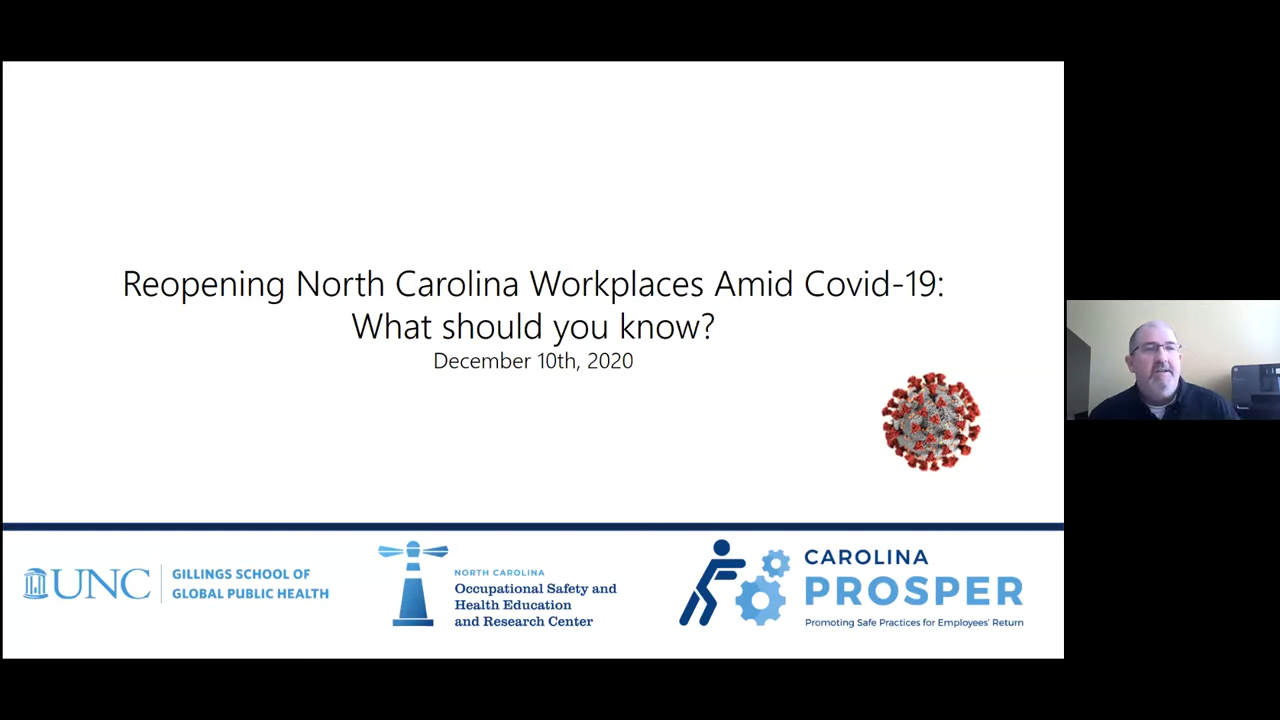 Reopening North Carolina Workplaces Amid Covid-19:
What should you know?
December 10th, 2020
UNC
GILLINGS SCHOOL OF
GLOBAL PUBLIC HEALTH
NORTH CAROLINA
Occupational Safety and
Health Education
and Research Center
CAROLINA
PROSPER
Promoting Safe Practices for Employees' Return